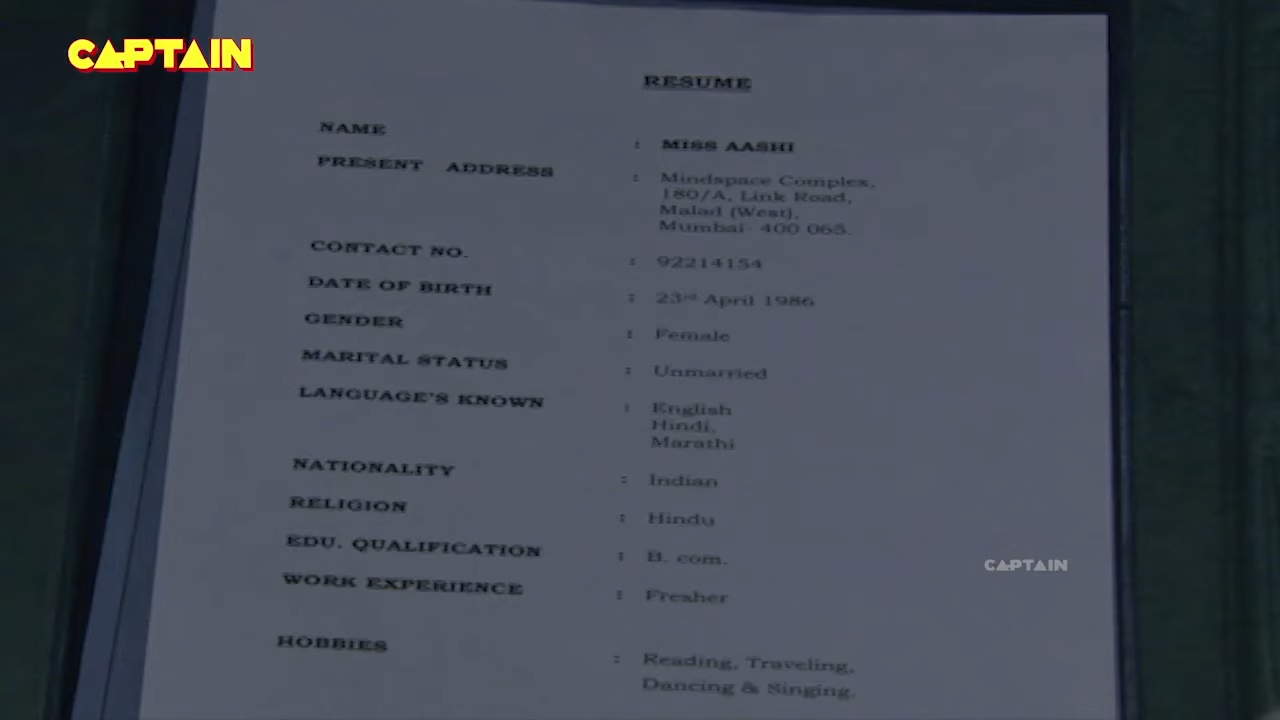 CAPTAIN
RESUME
NAME : MISS AASHI
PRESENT ADDRESS : Mindspace Complex,
180/A, Link Road,
Malad (West),
Mumbai- 400 065.
CONTACT NO. : 92214154
DATE OF BIRTH : 23rd April 1986
GENDER : Female
MARITAL STATUS : Unmarried
LANGUAGE'S KNOWN : English
Hindi,
Marathi
NATIONALITY : Indian
RELIGION : Hindu
EDU. QUALIFICATION : B. com.
CAPTAIN
WORK EXPERIENCE : Fresher
HOBBIES : Reading, Traveling,
Dancing & Singing.